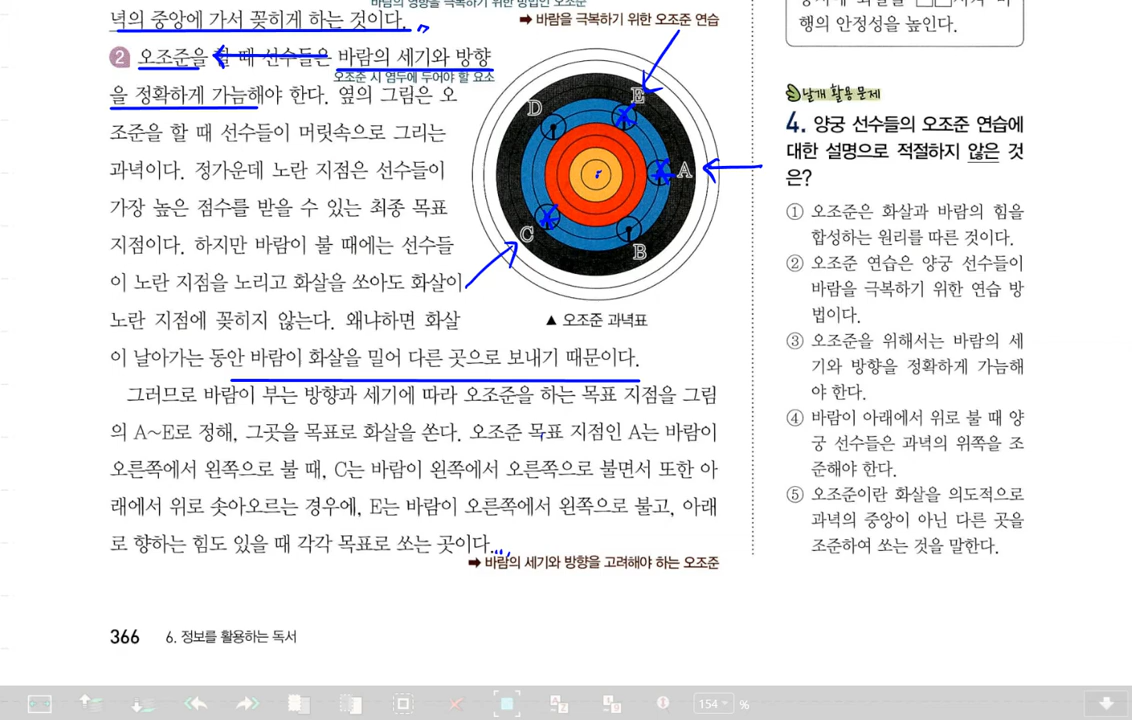 녁의 중앙에 가서 꽂히게 하는 것이다.
➡ 바람을 극복하기 위한 오조준 연습
2 오조준을 할 때 선수들은 바람의 세기와 방향
오조준 시 염두에 두어야 할 요소
을 정확하게 가늠해야 한다. 옆의 그림은 오
조준을 할 때 선수들이 머릿속으로 그리는
과녁이다. 정가운데 노란 지점은 선수들이
가장 높은 점수를 받을 수 있는 최종 목표
지점이다. 하지만 바람이 불 때에는 선수들
이 노란 지점을 노리고 화살을 쏘아도 화살이
노란 지점에 꽂히지 않는다. 왜냐하면 화살
이 날아가는 동안 바람이 화살을 밀어 다른 곳으로 보내기 때문이다.
D
E
A
C
B
▲ 오조준 과녁표
그러므로 바람이 부는 방향과 세기에 따라 오조준을 하는 목표 지점을 그림
의 A~E로 정해, 그곳을 목표로 화살을 쏜다. 오조준 목표 지점인 A는 바람이
오른쪽에서 왼쪽으로 불 때, C는 바람이 왼쪽에서 오른쪽으로 불면서 또한 아
래에서 위로 솟아오르는 경우에, E는 바람이 오른쪽에서 왼쪽으로 불고, 아래
로 향하는 힘도 있을 때 각각 목표로 쏘는 곳이다.
➡ 바람의 세기와 방향을 고려해야 하는 오조준
366 6. 정보를 활용하는 독서
행의 안정성을 높인다.
날개 활용 문제
4. 양궁 선수들의 오조준 연습에
대한 설명으로 적절하지 않은 것
은?
① 오조준은 화살과 바람의 힘을
합성하는 원리를 따른 것이다.
② 오조준 연습은 양궁 선수들이
바람을 극복하기 위한 연습 방
법이다.
③ 오조준을 위해서는 바람의 세
기와 방향을 정확하게 가늠해
야 한다.
④ 바람이 아래에서 위로 불 때 양
궁 선수들은 과녁의 위쪽을 조
준해야 한다.
⑤ 오조준이란 화살을 의도적으로
과녁의 중앙이 아닌 다른 곳을
조준하여 쏘는 것을 말한다.
154 %